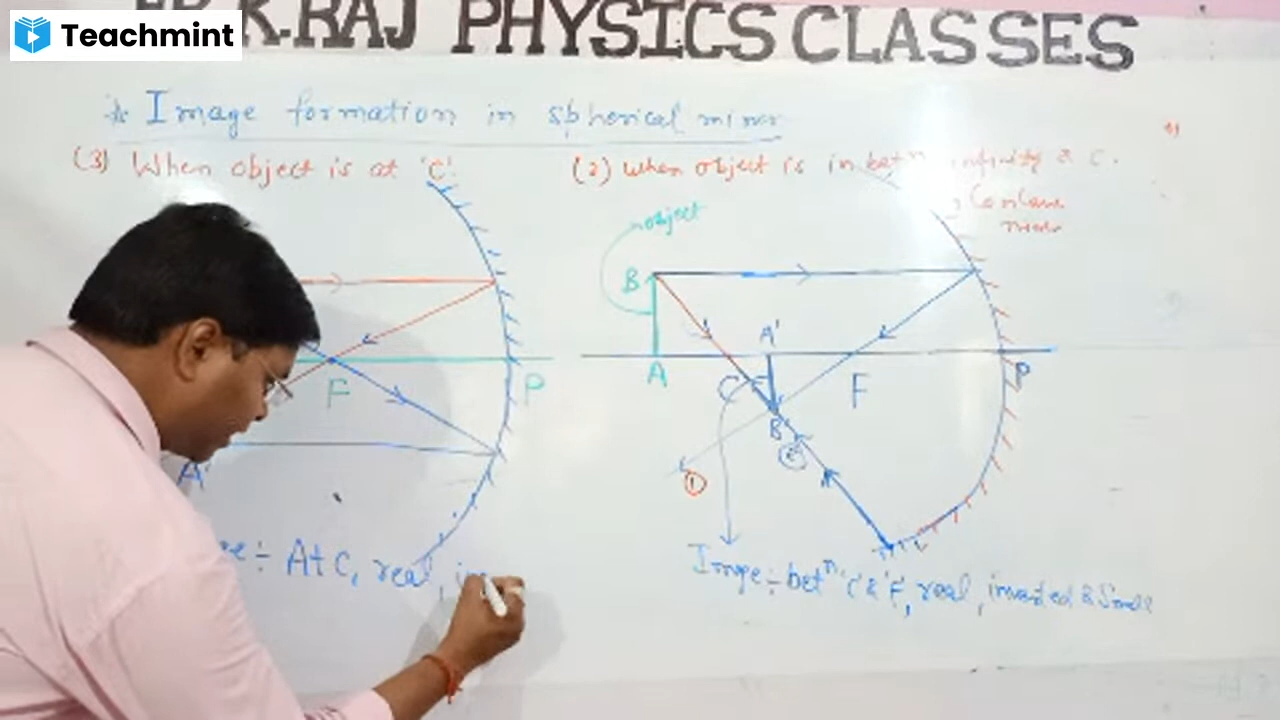 Teachmint
K.RAJ PHYSICS CLASSES
Image formation in spherical mirror
(3) When object is at 'C'.
(2) When object is in betⁿ infinity & C.
Concave
mirror
object
B
A'
A
C
F
P
F
P
B'
①
②
A'
÷ At C, real,
Image ÷ betⁿ 'C' & 'F', real, inverted & Small